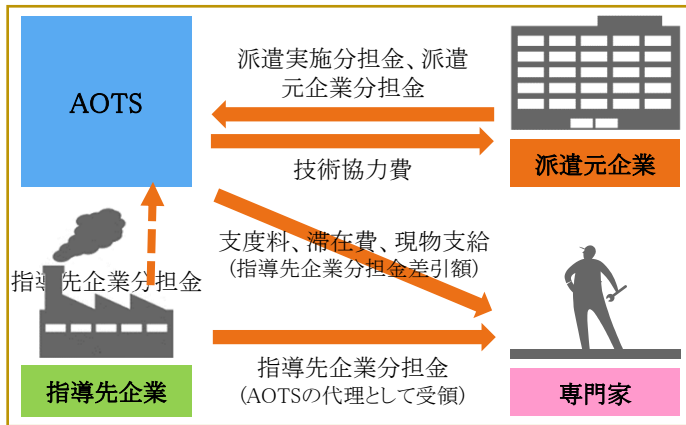 AOTS
派遣実施分担金、派遣
元企業分担金
技術協力費
派遣元企業
支度料、滞在費、現物支給
(指導先企業分担金差引額)
指導先企業分担金
指導先企業分担金
(AOTSの代理として受領)
指導先企業
専門家